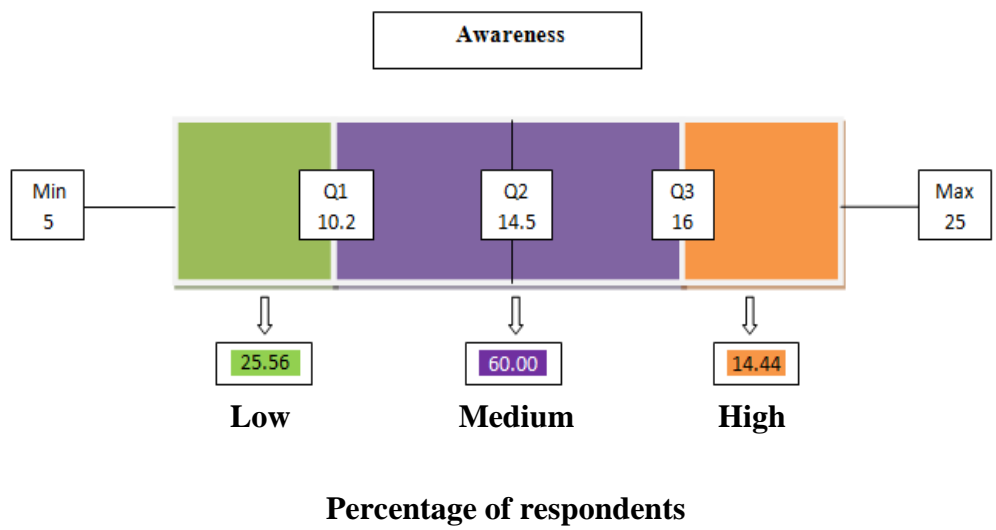 Awareness
Min
5
Q1
10.2
Q2
14.5
Q3
16
Max
25
25.56
60.00
14.44
Low
Medium
High
Percentage of respondents